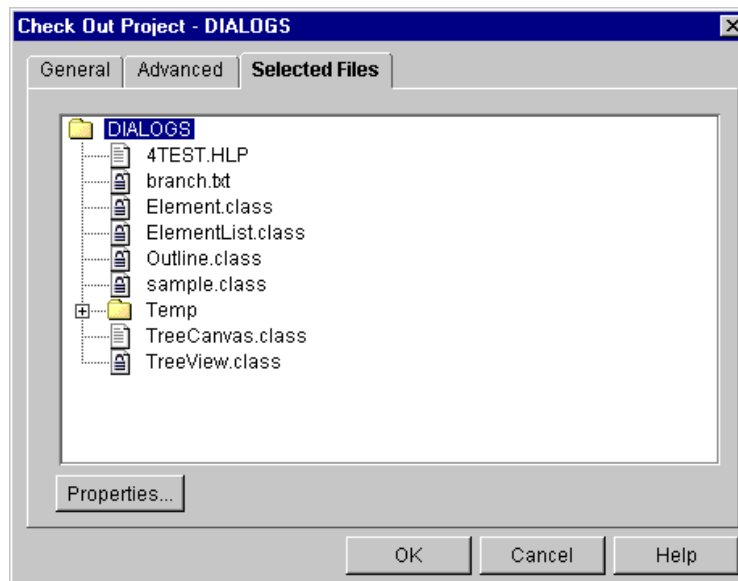 Check Out Project - DIALOGS
General Advanced Selected Files
DIALOGS
4TEST.HLP
branch.txt
Element.class
ElementList.class
Outline.class
sample.class
Temp
TreeCanvas.class
TreeView.class
Properties...
OK Cancel Help